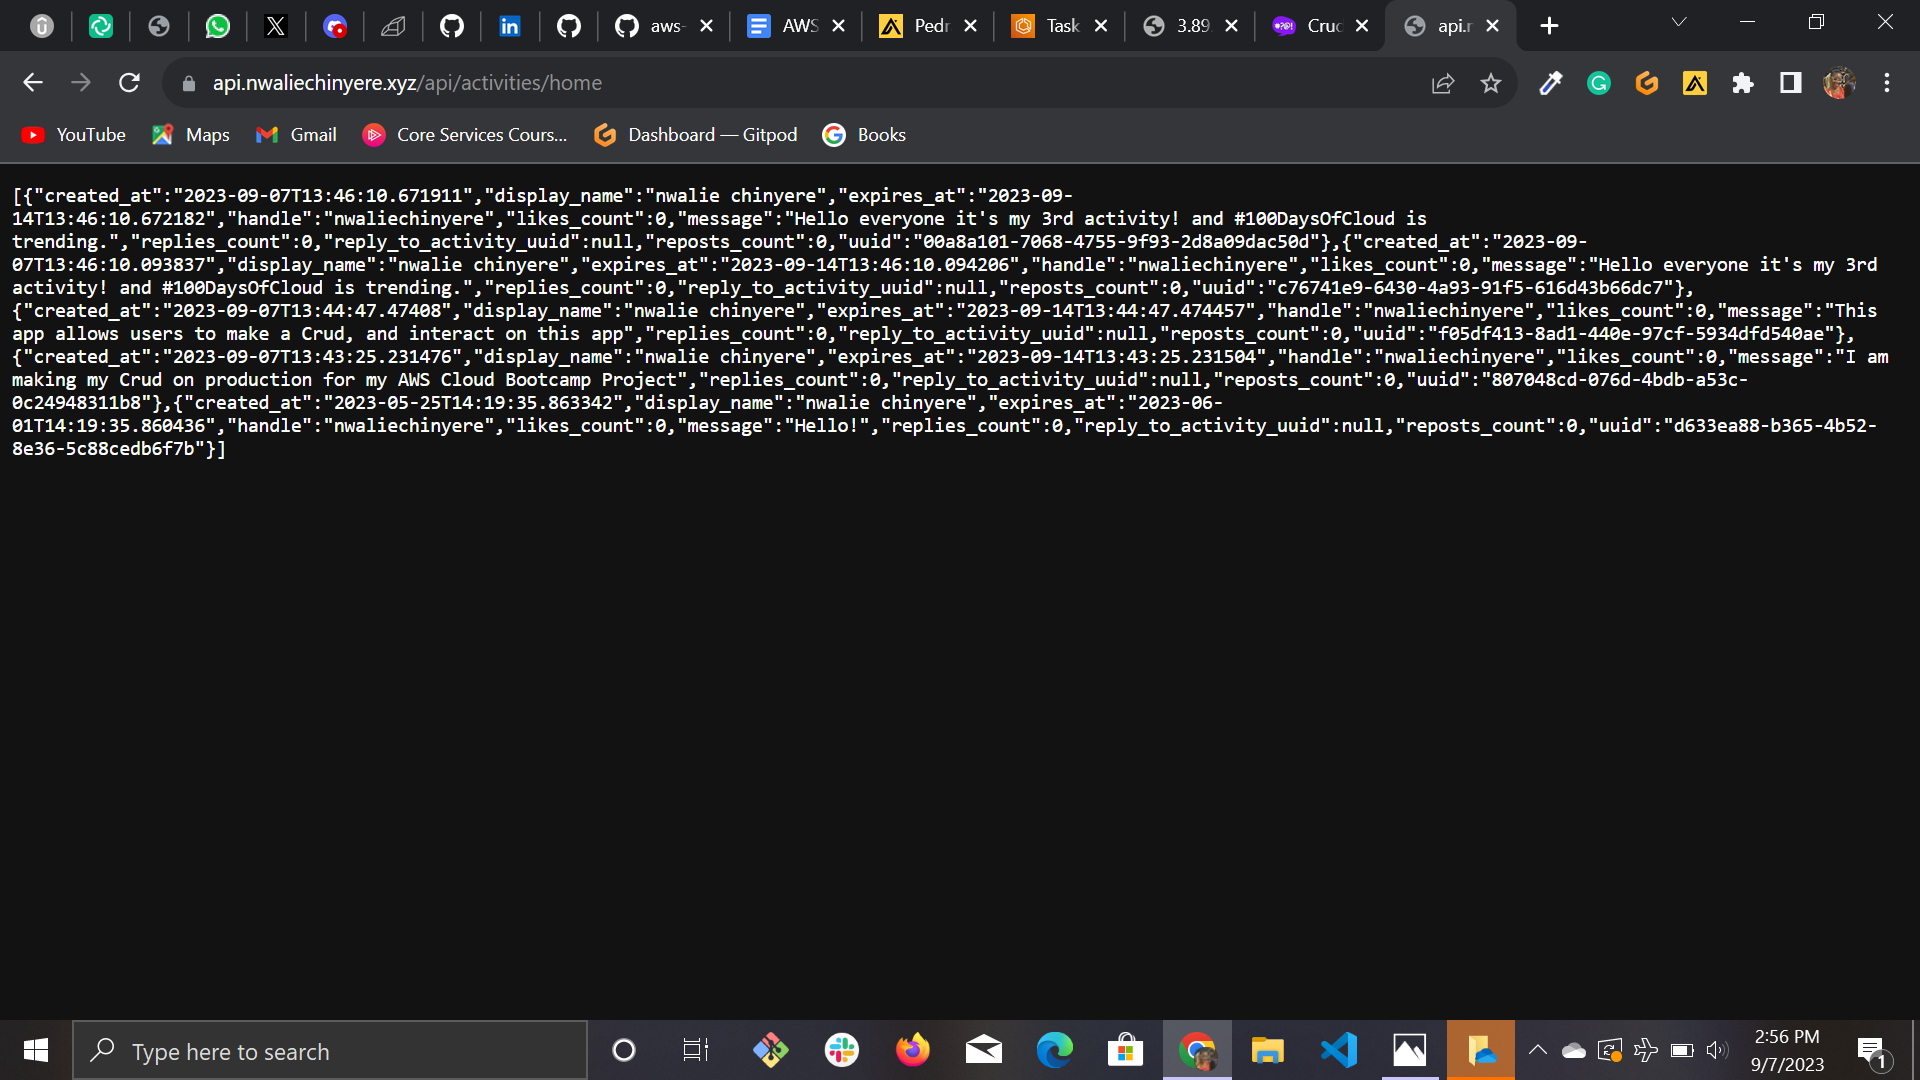 aws-
AWS
Pedr
Task
3.89.
Cruc
api.r
api.nwaliechinyere.xyz/api/activities/home
YouTube
Maps
Gmail
Core Services Cours...
Dashboard — Gitpod
Books
[{"created_at":"2023-09-07T13:46:10.671911","display_name":"nwalie chinyere","expires_at":"2023-09-
14T13:46:10.672182","handle":"nwaliechinyere","likes_count":0,"message":"Hello everyone it's my 3rd activity! and #100DaysOfCloud is
trending.","replies_count":0,"reply_to_activity_uuid":null,"reposts_count":0,"uuid":"00a8a101-7068-4755-9f93-2d8a09dac50d"},{"created_at":"2023-09-
07T13:46:10.093837","display_name":"nwalie chinyere","expires_at":"2023-09-14T13:46:10.094206","handle":"nwaliechinyere","likes_count":0,"message":"Hello everyone it's my 3rd
activity! and #100DaysOfCloud is trending.","replies_count":0,"reply_to_activity_uuid":null,"reposts_count":0,"uuid":"c76741e9-6430-4a93-91f5-616d43b66dc7"},
{"created_at":"2023-09-07T13:44:47.47408","display_name":"nwalie chinyere","expires_at":"2023-09-14T13:44:47.474457","handle":"nwaliechinyere","likes_count":0,"message":"This
app allows users to make a Crud, and interact on this app","replies_count":0,"reply_to_activity_uuid":null,"reposts_count":0,"uuid":"f05df413-8ad1-440e-97cf-5934dfd540ae"},
{"created_at":"2023-09-07T13:43:25.231476","display_name":"nwalie chinyere","expires_at":"2023-09-14T13:43:25.231504","handle":"nwaliechinyere","likes_count":0,"message":"I am
making my Crud on production for my AWS Cloud Bootcamp Project","replies_count":0,"reply_to_activity_uuid":null,"reposts_count":0,"uuid":"807048cd-076d-4bdb-a53c-
0c24948311b8"},{"created_at":"2023-05-25T14:19:35.863342","display_name":"nwalie chinyere","expires_at":"2023-06-
01T14:19:35.860436","handle":"nwaliechinyere","likes_count":0,"message":"Hello!","replies_count":0,"reply_to_activity_uuid":null,"reposts_count":0,"uuid":"d633ea88-b365-4b52-
8e36-5c88cedb6f7b"}]
Type here to search
2:56 PM
9/7/2023
1